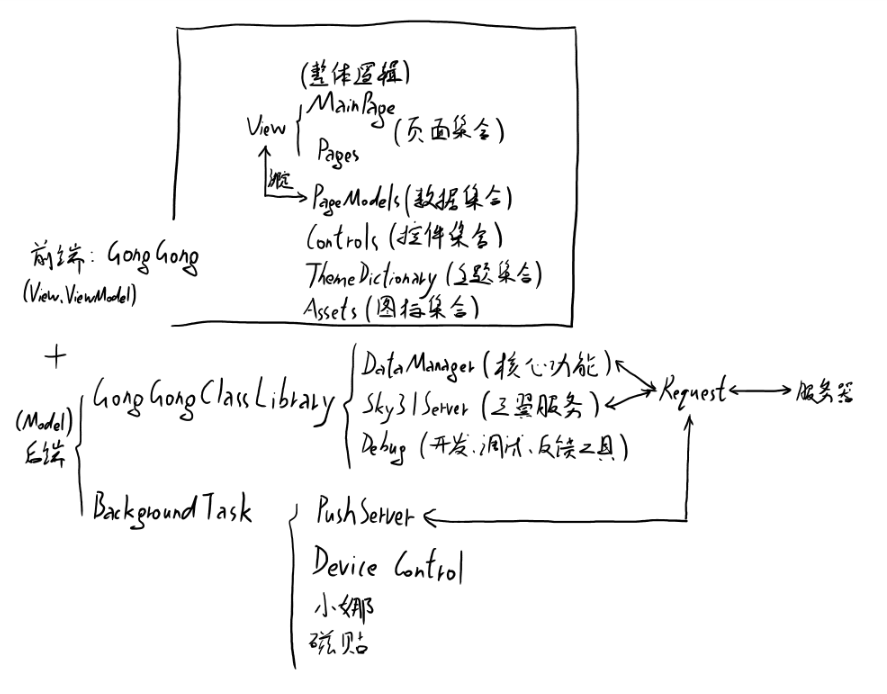 (整体逻辑)
MainPage
View
(页面集合)
Pages
绑定
PageModels (数据集合)
Controls (控件集合)
前端: GongGong
ThemeDictionary (主题集合)
(View.ViewModel)
Assets (图标集合)
+
DataManager (核心功能)
GongGongClassLibrary
Sky31Server (三翼服务)
Request
服务器
(Model)
后端
Debug (开发、调试、反馈工具)
BackgroundTask
PushServer
Device Control
小娜
磁贴